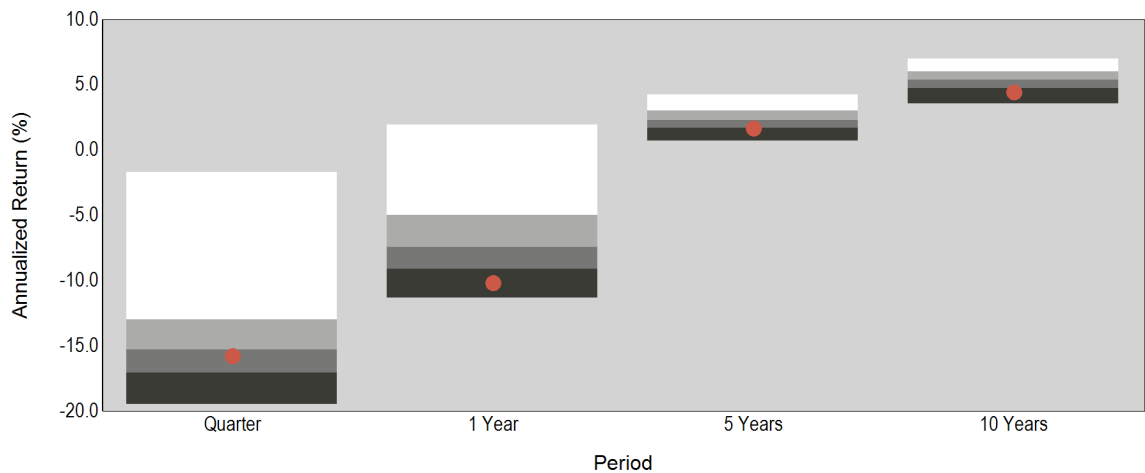 Annualized Return (%)
10.0
5.0
0.0
-5.0
-10.0
-15.0
-20.0
Quarter
1 Year
5 Years
10 Years
Period